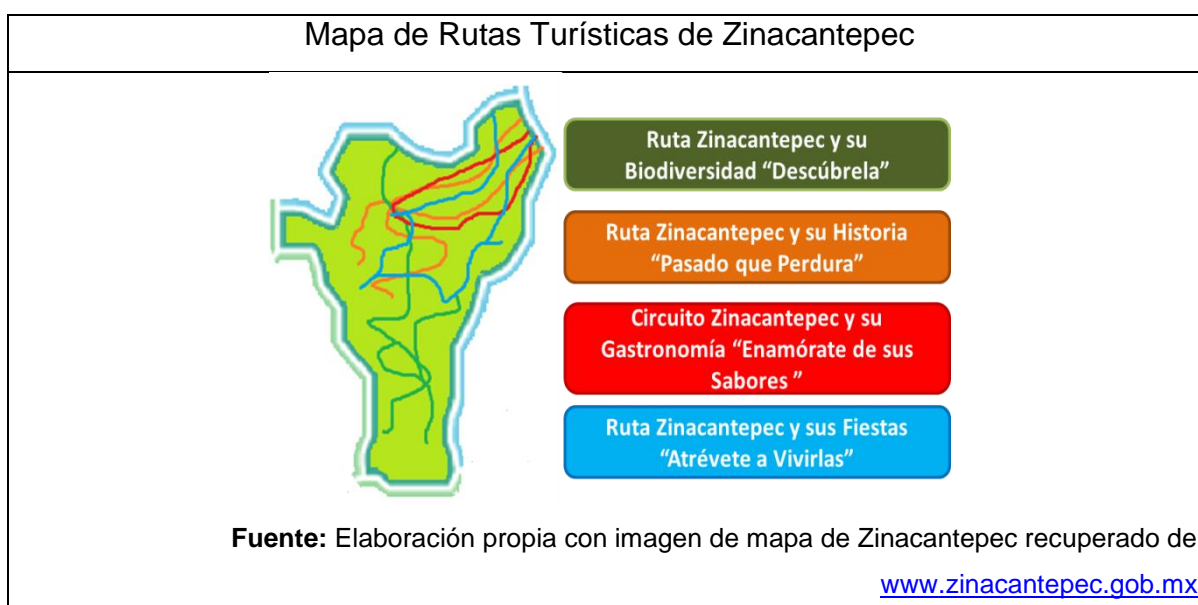 Mapa de Rutas Turísticas de Zinacantepec
Ruta Zinacantepec y su
Biodiversidad “Descúbrela”
Ruta Zinacantepec y su Historia
“Pasado que Perdura”
Circuito Zinacantepec y su
Gastronomía “Enamórate de sus
Sabores ”
Ruta Zinacantepec y sus Fiestas
“Atrévete a Vivirlas”
Fuente: Elaboración propia con imagen de mapa de Zinacantepec recuperado de
www.zinacantepec.gob.mx